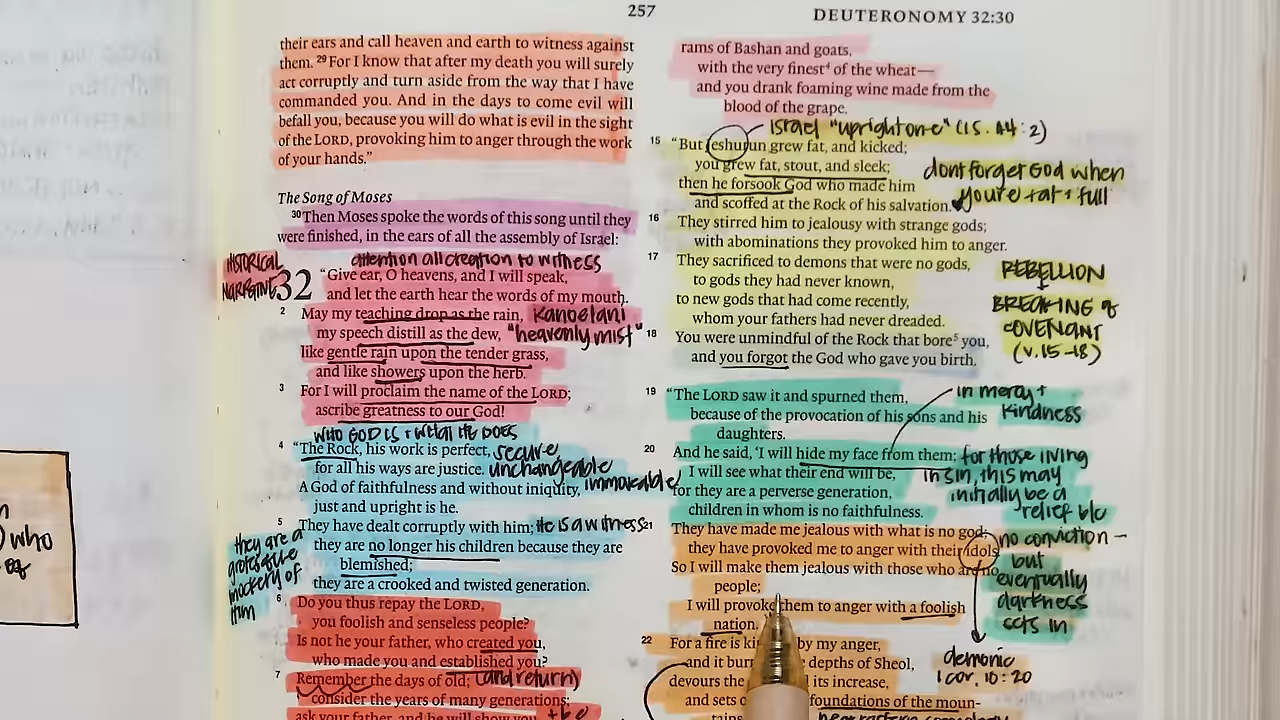 257
DEUTERONOMY 32:30
their ears and call heaven and earth to witness against
them. 29 For I know that after my death you will surely
act corruptly and turn aside from the way that I have
commanded you. And in the days to come evil will
befall you, because you will do what is evil in the sight
of the LORD, provoking him to anger through the work
of your hands.”
The Song of Moses
30 Then Moses spoke the words of this song until they
were finished, in the ears of all the assembly of Israel:
attention all creation to witness
HISTORICAL
NARRATIVE
32 “Give ear, O heavens, and I will speak,
and let the earth hear the words of my mouth.
2 May my teaching drop as the rain, Kanoelani
my speech distill as the dew, "heavenly mist"
like gentle rain upon the tender grass,
and like showers upon the herb.
3 For I will proclaim the name of the LORD;
ascribe greatness to our God!
WHO GOD IS + WHAT HE DOES
4 “The Rock, his work is perfect, secure
for all his ways are justice. unchangeable
A God of faithfulness and without iniquity, immovable
just and upright is he.
5 They have dealt corruptly with him; He is a witness
they are no longer his children because they are
blemished;
they are a crooked and twisted generation.
they are a
grotesque
mockery of
Him
6 Do you thus repay the LORD,
you foolish and senseless people?
Is not he your father, who created you,
who made you and established you?
7 Remember the days of old; (and return)
consider the years of many generations;
ask your father, and he will show you,
who
of
rams of Bashan and goats,
with the very finest4 of the wheat—
and you drank foaming wine made from the
blood of the grape.
Israel "upright one" (IS. 44:2)
15 “But Jeshurun grew fat, and kicked;
you grew fat, stout, and sleek;
then he forsook God who made him
and scoffed at the Rock of his salvation.
dont forget God when
youre fat + full
16 They stirred him to jealousy with strange gods;
with abominations they provoked him to anger.
17 They sacrificed to demons that were no gods,
to gods they had never known,
to new gods that had come recently,
whom your fathers had never dreaded.
REBELLION
+
BREAKING of
COVENANT
(v.15-18)
18 You were unmindful of the Rock that bore5 you,
and you forgot the God who gave you birth.
19 “The LORD saw it and spurned them,
because of the provocation of his sons and his
daughters.
in mercy +
kindness
20 And he said, ‘I will hide my face from them;
I will see what their end will be,
for they are a perverse generation,
children in whom is no faithfulness.
for those living
in sin, this may
initially be a
relief b/c
no conviction —
but
eventually
darkness
sets in
21 They have made me jealous with what is no god;
they have provoked me to anger with their idols.
So I will make them jealous with those who are no
people;
I will provoke them to anger with a foolish
nation.
demonic
1 cor. 10:20
22 For a fire is by my anger,
and it depths of Sheol,
devours the its increase,
and sets foundations of the moun-
tains.